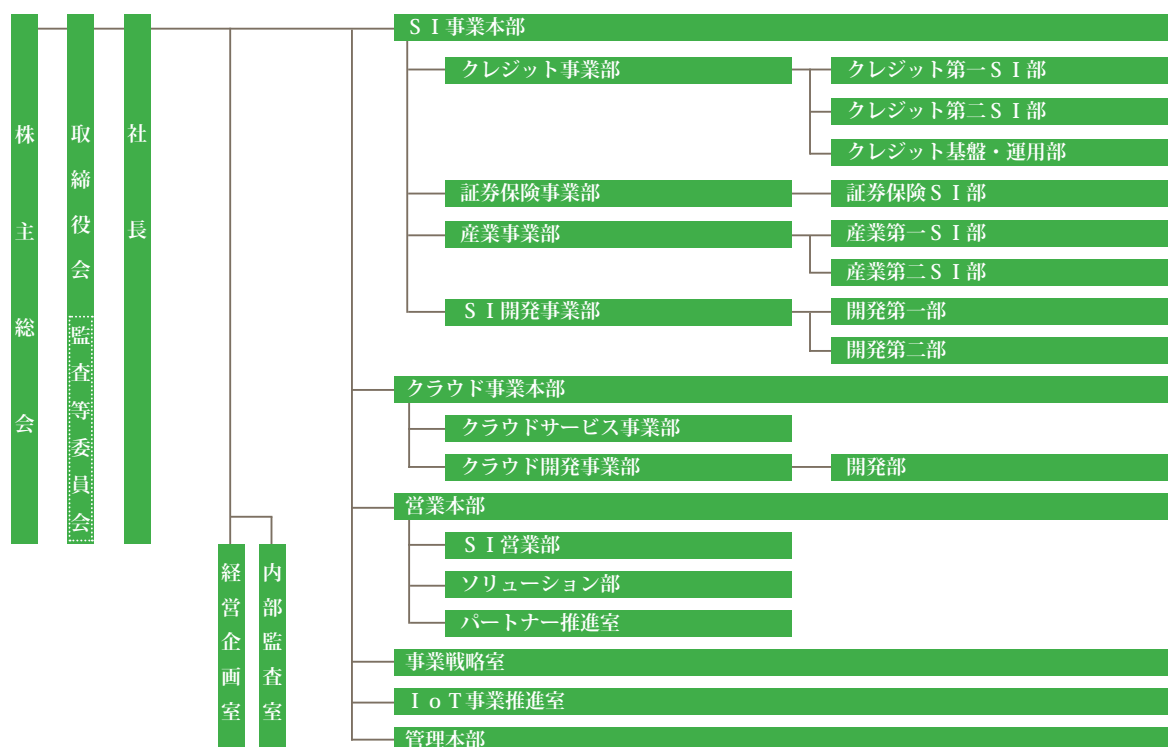 株主総会
取締役会
監査等委員会
社長
経営企画室
内部監査室
ＳＩ事業本部
クレジット事業部
クレジット第一ＳＩ部
クレジット第二ＳＩ部
クレジット基盤・運用部
証券保険事業部
証券保険ＳＩ部
産業事業部
産業第一ＳＩ部
産業第二ＳＩ部
ＳＩ開発事業部
開発第一部
開発第二部
クラウド事業本部
クラウドサービス事業部
クラウド開発事業部
開発部
営業本部
ＳＩ営業部
ソリューション部
パートナー推進室
事業戦略室
ＩｏＴ事業推進室
管理本部